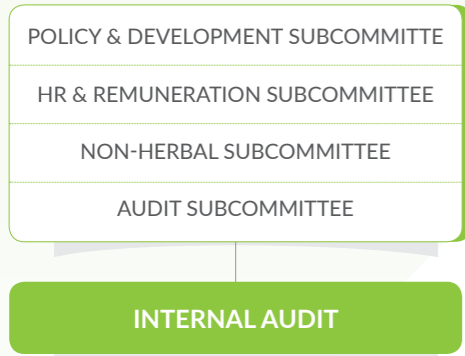 POLICY & DEVELOPMENT SUBCOMMITTE
HR & REMUNERATION SUBCOMMITTEE
NON-HERBAL SUBCOMMITTEE
AUDIT SUBCOMMITTEE
INTERNAL AUDIT